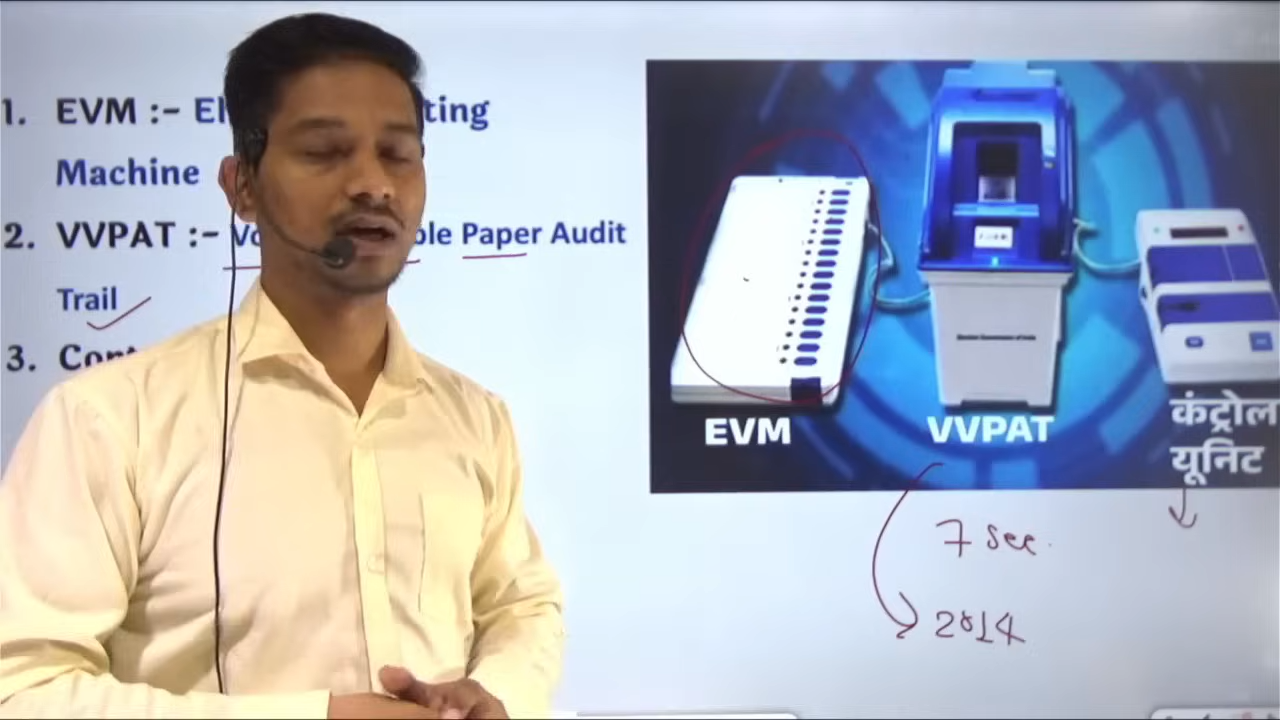 1. EVM :- El ting
Machine
2. VVPAT :- Vo ble Paper Audit
Trail
3. Cont
EVM
VVPAT
कंट्रोल
यूनिट
7 sec.
2014